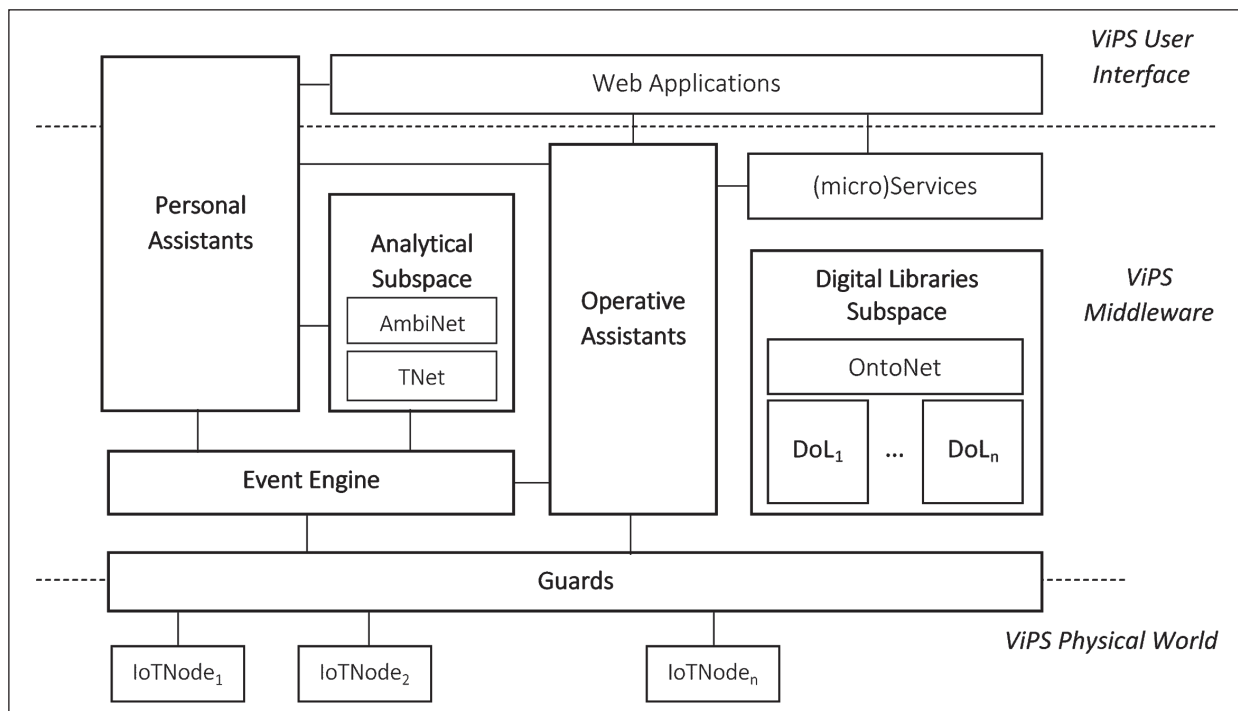 ViPS User
Interface
Web Applications
(micro)Services
Personal
Assistants
Analytical
Subspace
AmbiNet
TNet
Operative
Assistants
Digital Libraries
Subspace
OntoNet
DoL₁ ... DoLₙ
ViPS
Middleware
Event Engine
Guards
ViPS Physical World
IoTNode₁
IoTNode₂
IoTNodeₙ